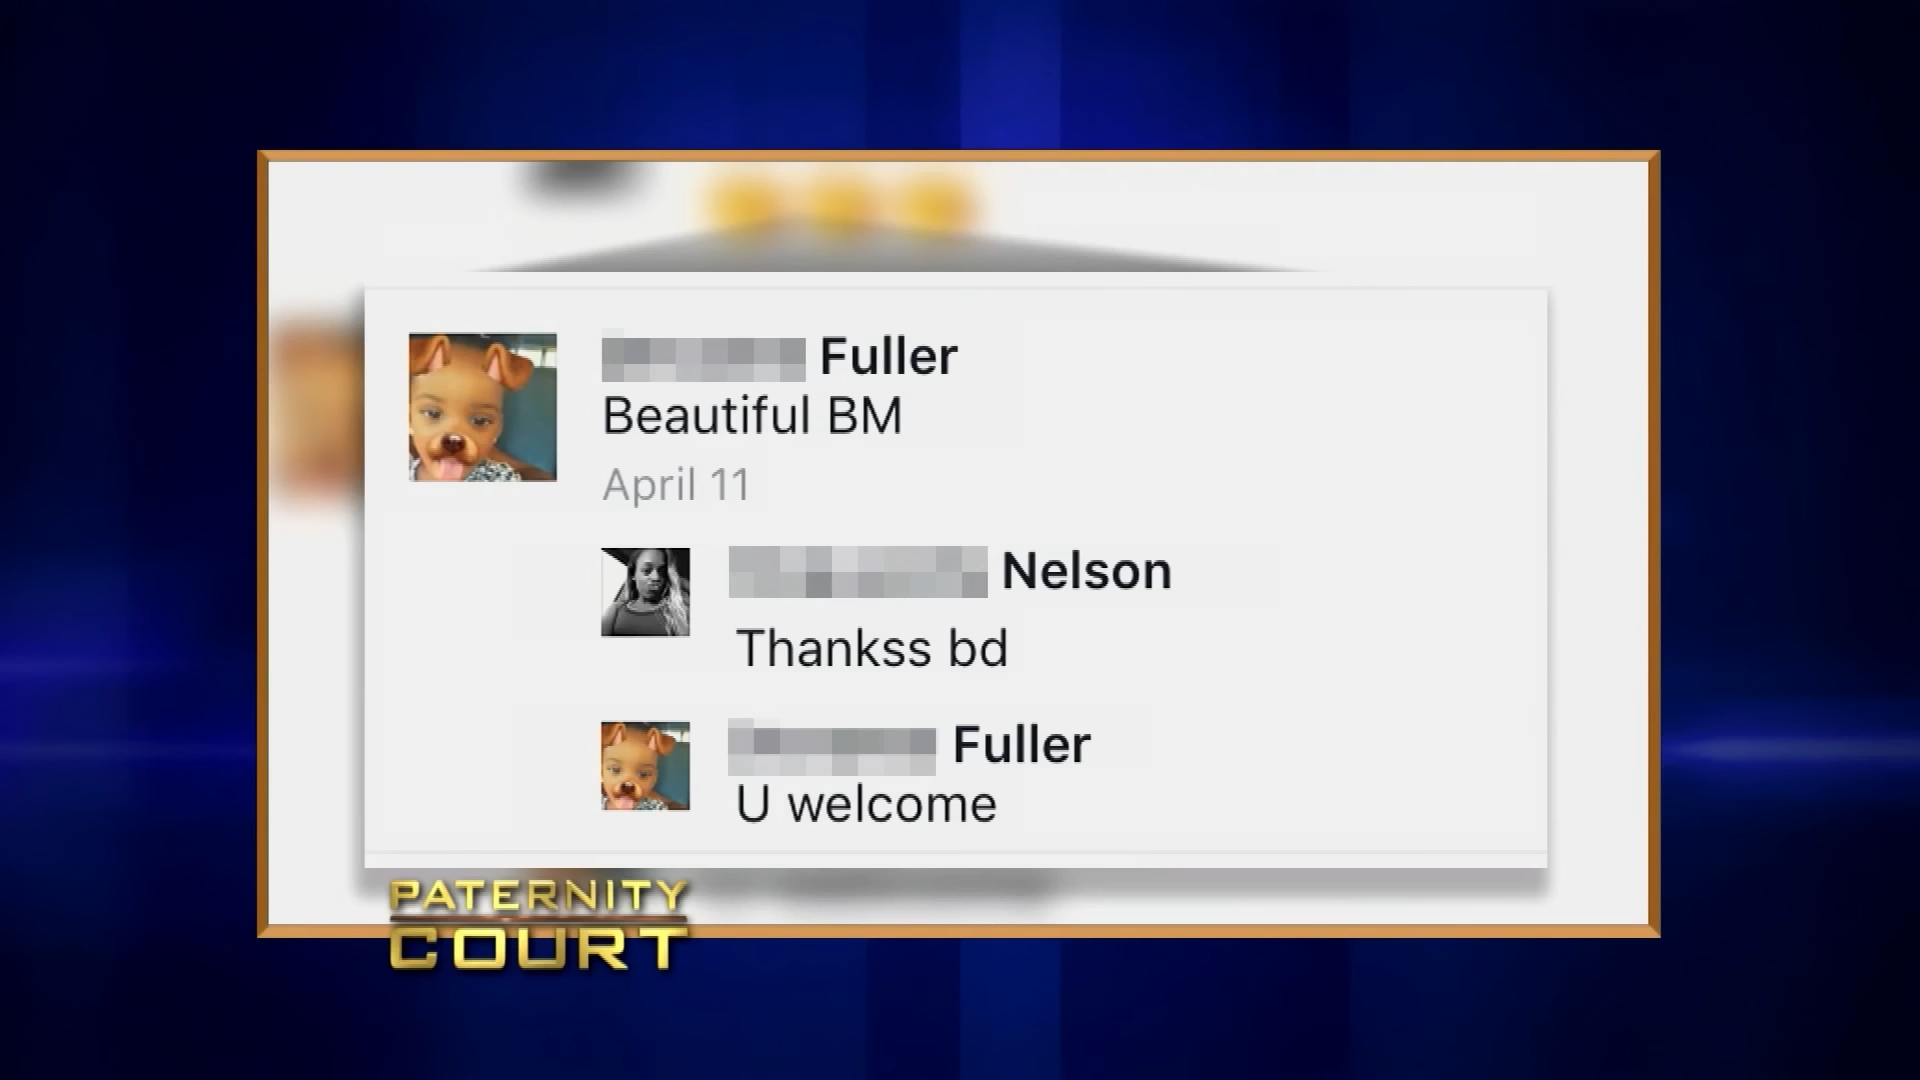 Fuller
Beautiful BM
April 11
Nelson
Thankss bd
Fuller
U welcome
PATERNITY
COURT